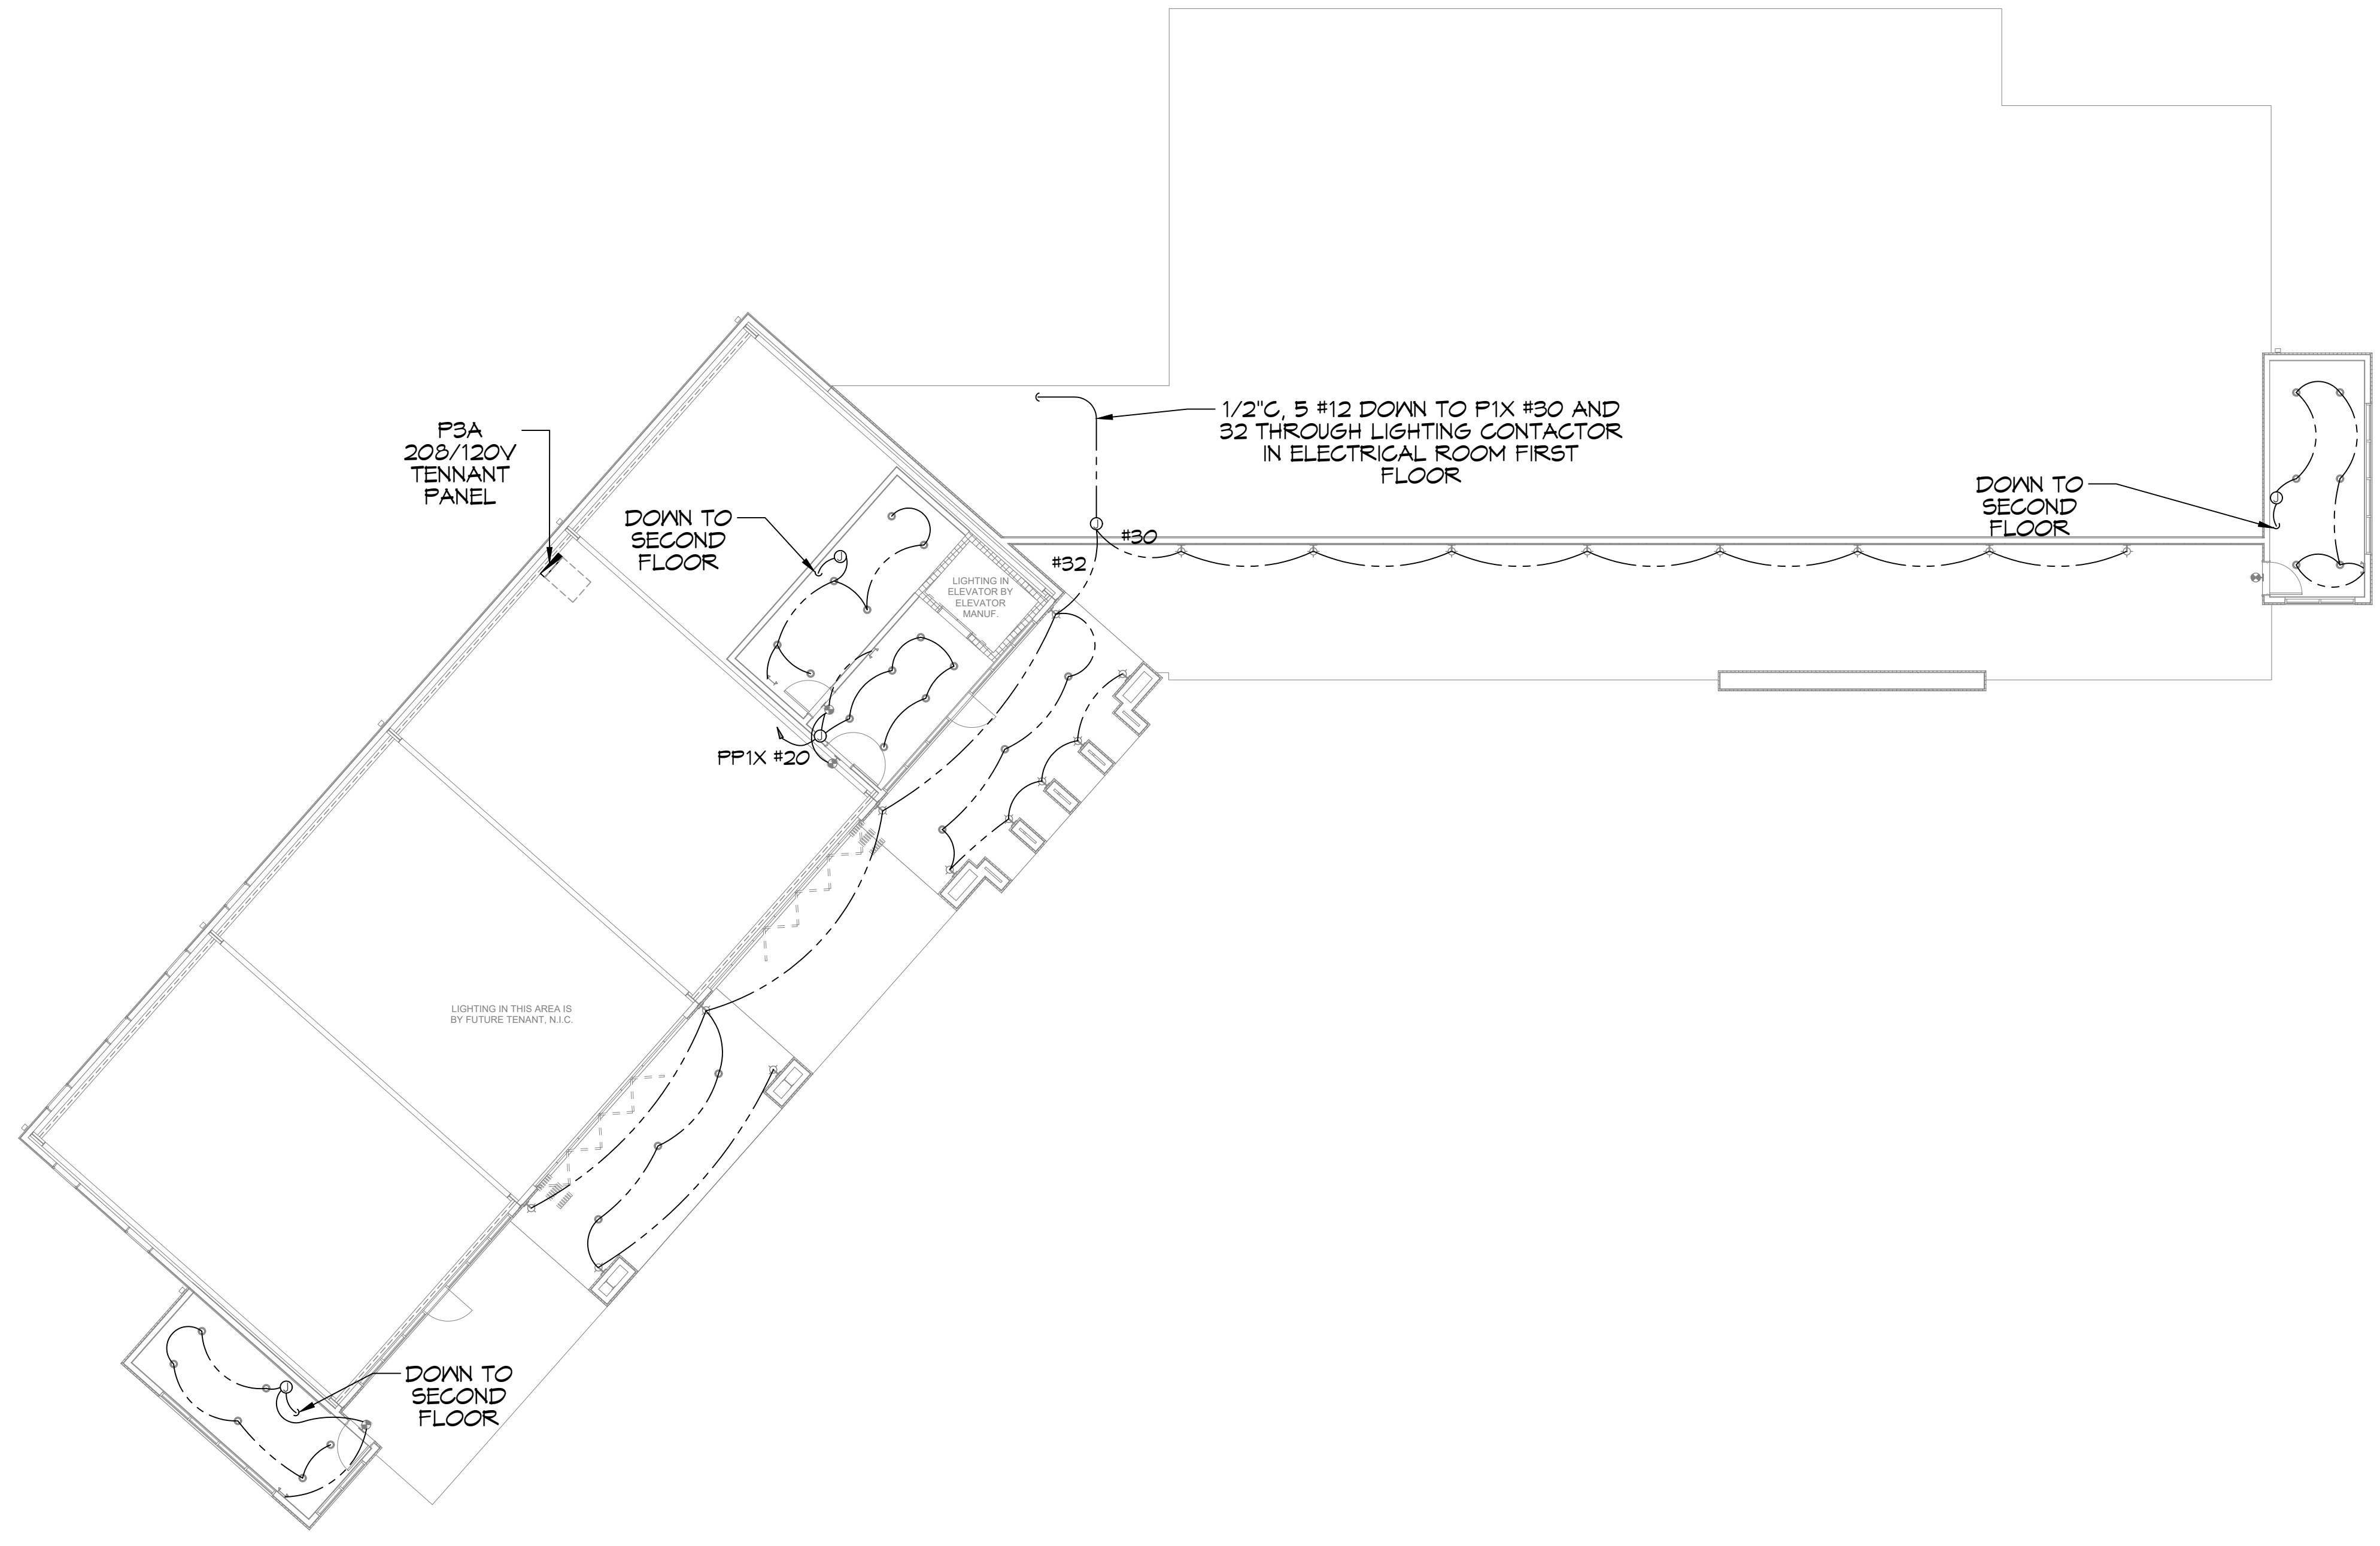 1/2"C, 5 #12 DOWN TO P1X #30 AND
32 THROUGH LIGHTING CONTACTOR
IN ELECTRICAL ROOM FIRST
FLOOR
P3A
208/120V
TENNANT
PANEL
DOWN TO
SECOND
FLOOR
DOWN TO
SECOND
FLOOR
J
J
J
#30
#32
LIGHTING IN
ELEVATOR BY
ELEVATOR
MANUF.
J
PP1X #20
LIGHTING IN THIS AREA IS
BY FUTURE TENANT, N.I.C.
DOWN TO
SECOND
FLOOR
J